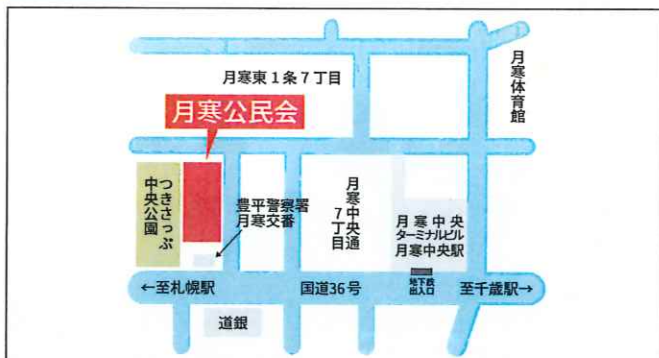 月寒東1条7丁目
月寒体育館
月寒公民会
つきさっぷ
中央公園
豊平警察署
月寒交番
月寒中央通
7丁目
月寒中央
ターミナルビル
月寒中央駅
←至札幌駅
国道36号
地下鉄
出入口
至千歳駅→
道銀